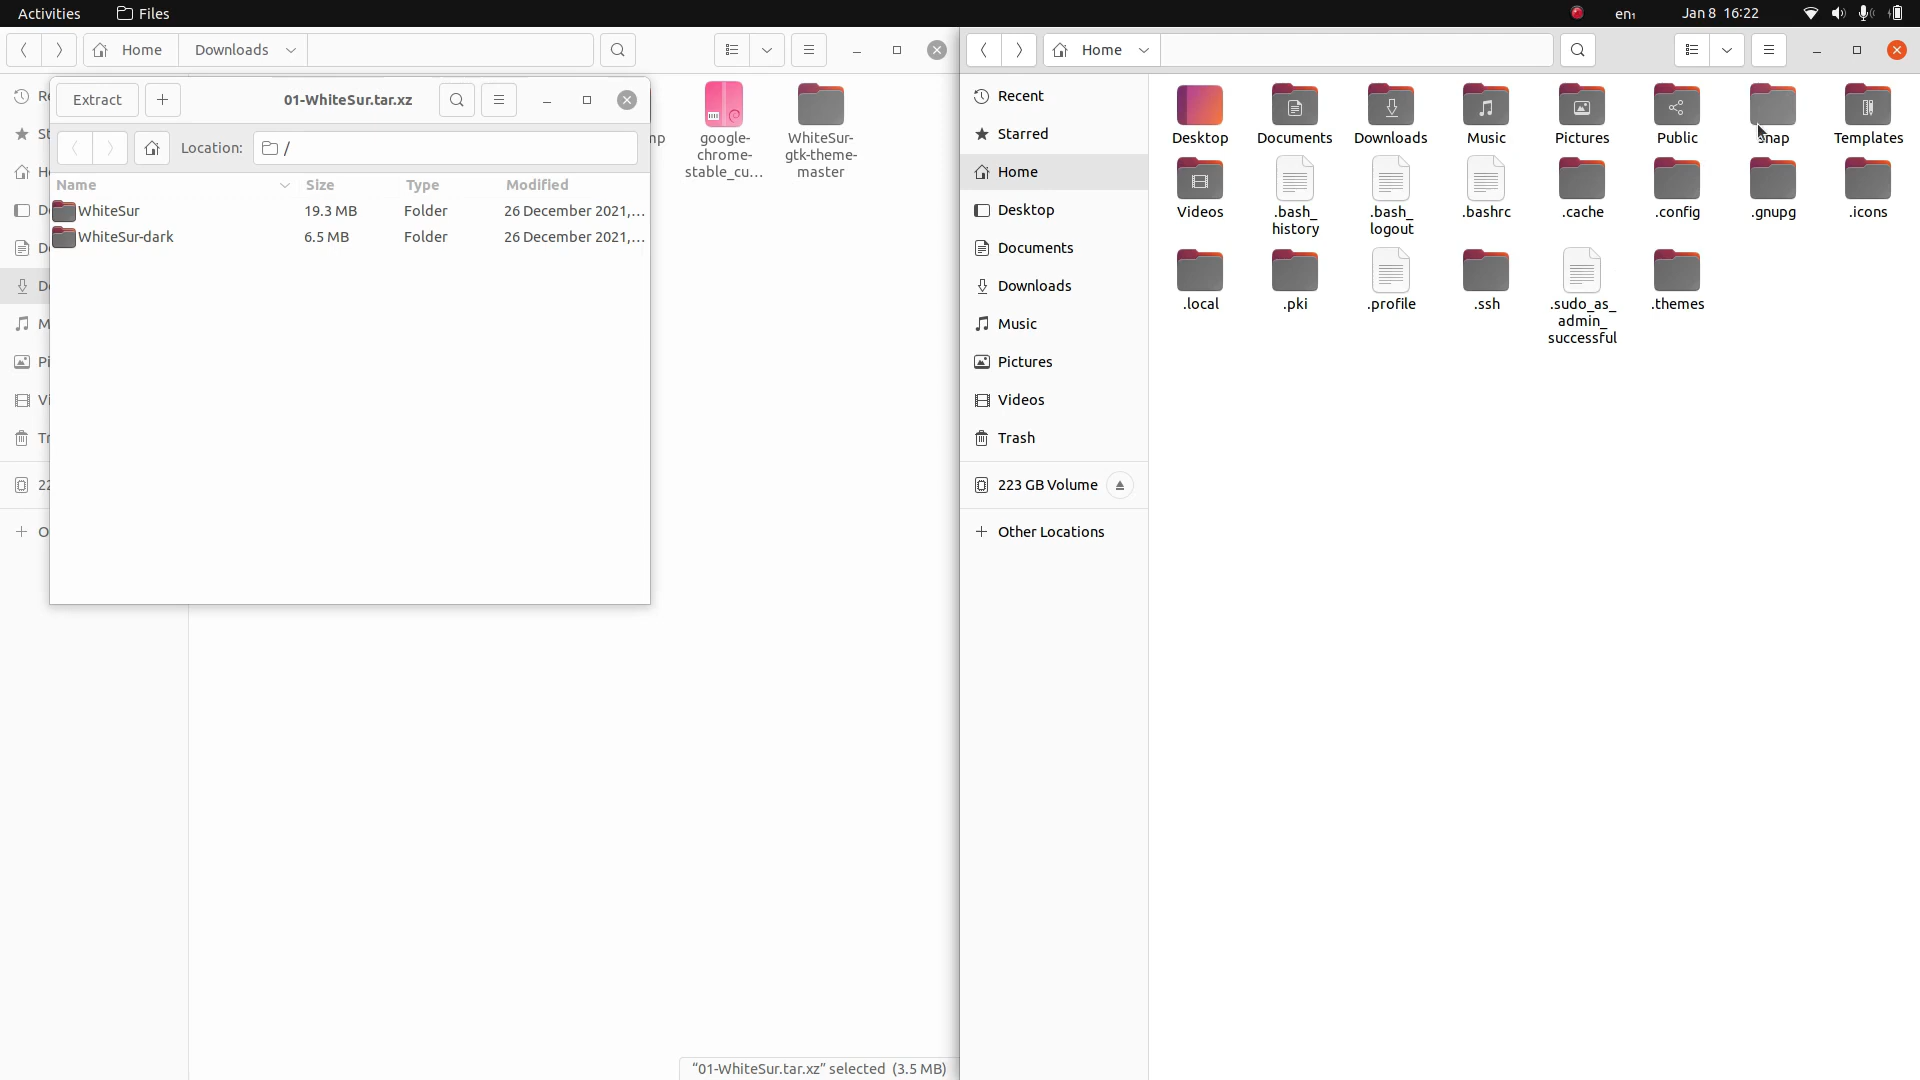 Activities
Files
en₁
Jan 8 16:22
Home
Downloads
Home
Extract
01-WhiteSur.tar.xz
Location:
/
Name
Size
Type
Modified
WhiteSur
19.3 MB
Folder
26 December 2021,...
WhiteSur-dark
6.5 MB
Folder
26 December 2021,...
google-
chrome-
stable_cu...
WhiteSur-
gtk-theme-
master
"01-WhiteSur.tar.xz" selected (3.5 MB)
Recent
Starred
Home
Desktop
Documents
Downloads
Music
Pictures
Videos
Trash
223 GB Volume
Other Locations
Desktop
Documents
Downloads
Music
Pictures
Public
snap
Templates
Videos
.bash_
history
.bash_
logout
.bashrc
.cache
.config
.gnupg
.icons
.local
.pki
.profile
.ssh
.sudo_as_
admin_
successful
.themes